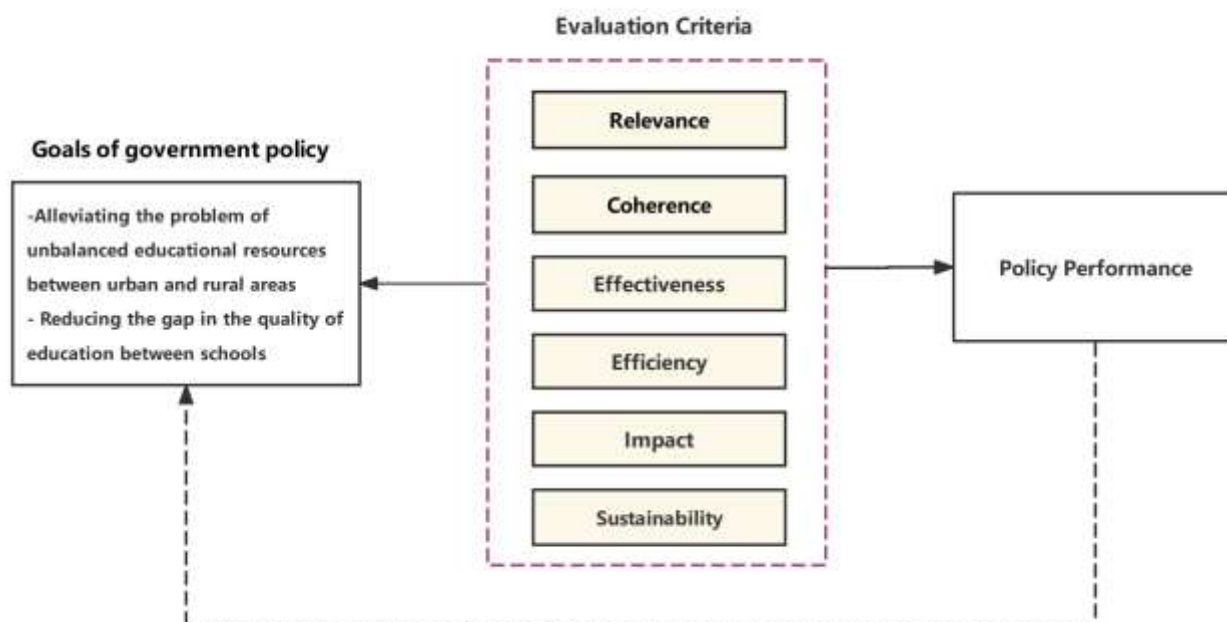 Evaluation Criteria
Relevance
Goals of government policy
-Alleviating the problem of
unbalanced educational resources
between urban and rural areas
- Reducing the gap in the quality of
education between schools
Coherence
Effectiveness
Efficiency
Impact
Sustainability
Policy Performance